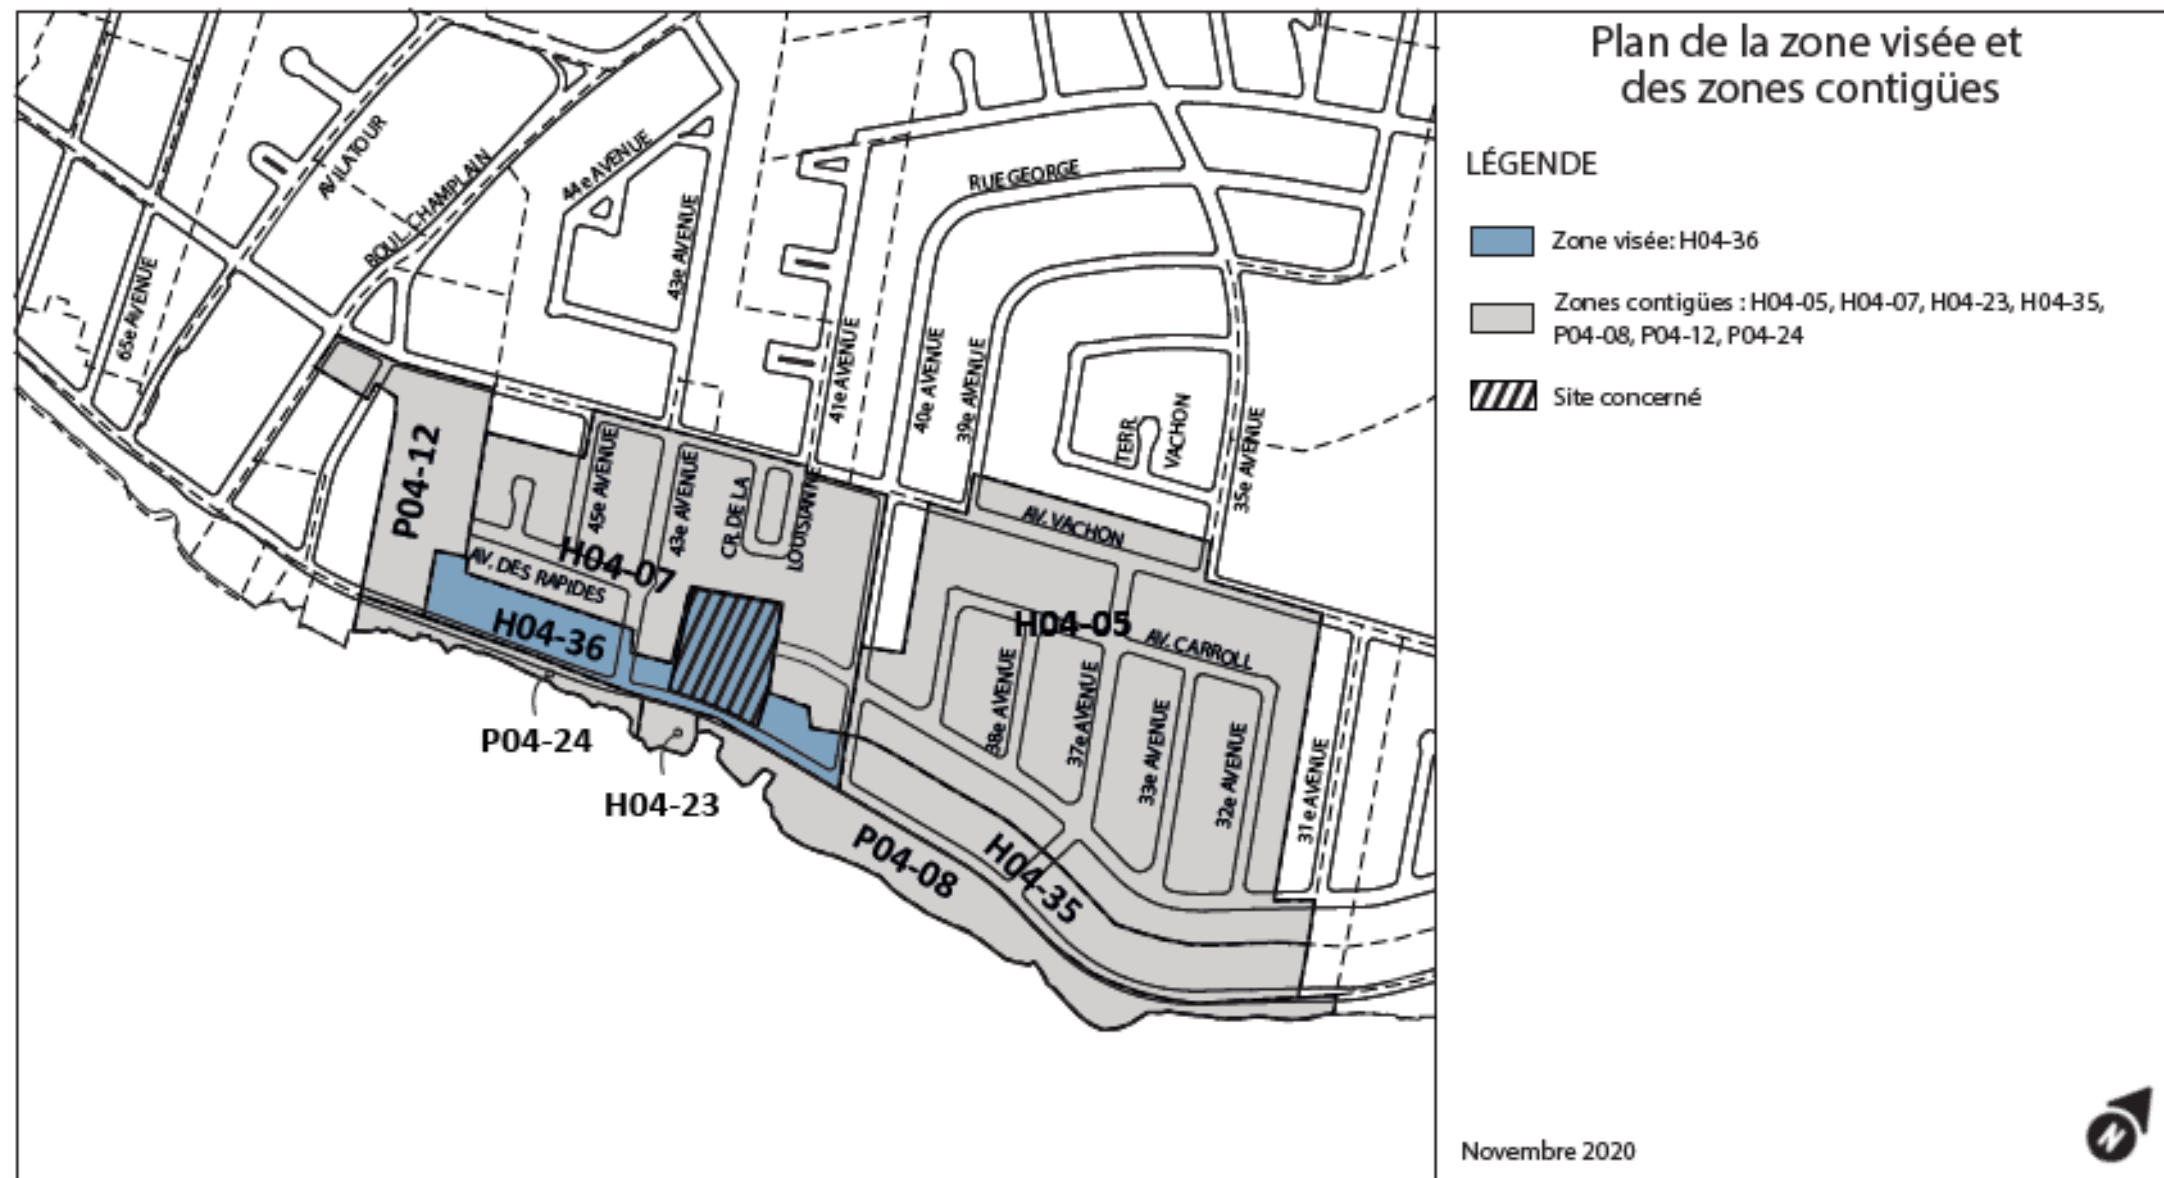 Plan de la zone visée et
des zones contigües
LÉGENDE
Zone visée: H04-36
Zones contigües : H04-05, H04-07, H04-23, H04-35,
P04-08, P04-12, P04-24
Site concerné
AV. LATOUR
BOUL. CHAMPLAIN
44e AVENUE
43e AVENUE
65e AVENUE
RUE GEORGE
41e AVENUE
40e AVENUE
39e AVENUE
TERR.
VACHON
35e AVENUE
P04-12
45e AVENUE
43e AVENUE
CR. DE LA
LOUISIANNE
AV. VACHON
H04-07
AV. DES RAPIDES
H04-36
H04-05
AV. CARROLL
38e AVENUE
37e AVENUE
33e AVENUE
32e AVENUE
31e AVENUE
P04-24
H04-23
P04-08
H04-35
Novembre 2020
N